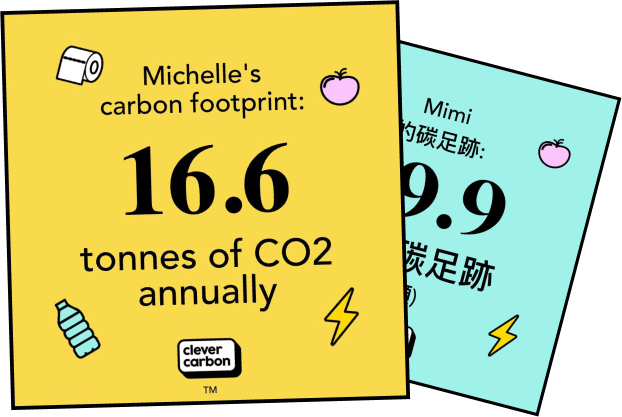 Michelle's
carbon footprint:
16.6
tonnes of CO2
annually
clever
carbon
TM
Mimi
的碳足跡:
9.9
碳足跡
)